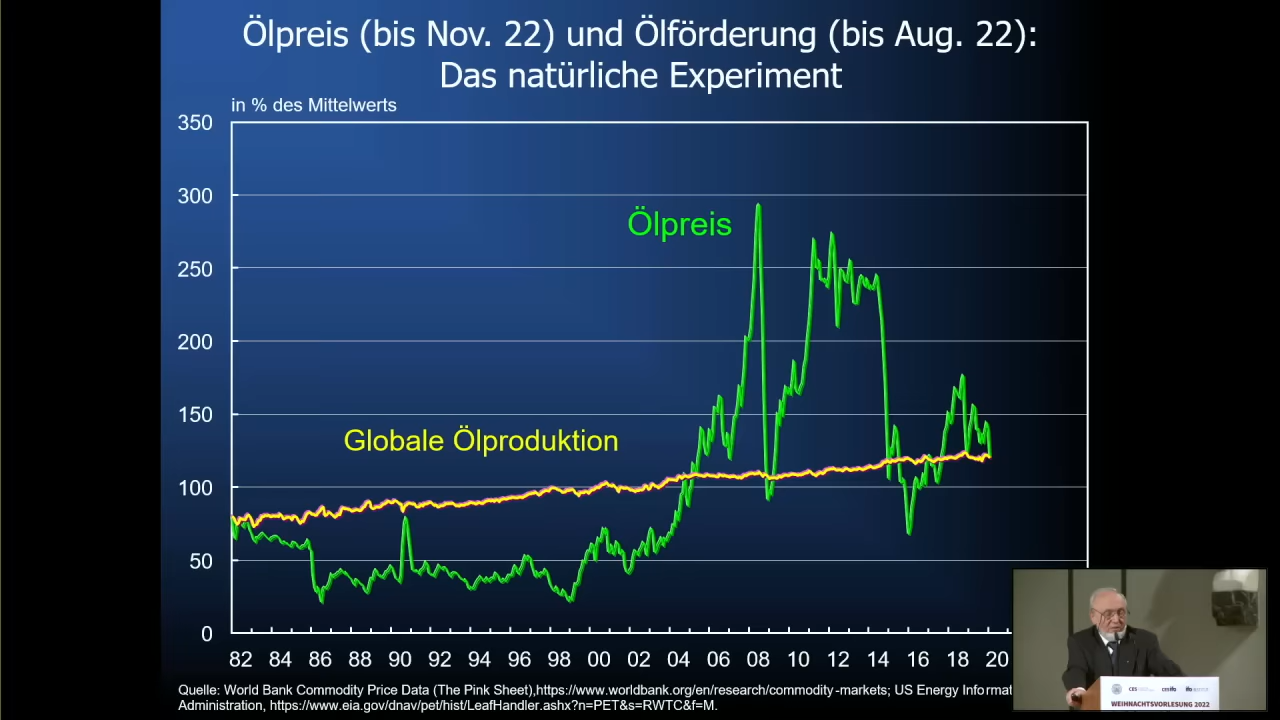 Ölpreis (bis Nov. 22) und Ölförderung (bis Aug. 22):
Das natürliche Experiment
in % des Mittelwerts
350
300
250
200
150
100
50
0
Ölpreis
Globale Ölproduktion
82 84 86 88 90 92 94 96 98 00 02 04 06 08 10 12 14 16 18 20
Quelle: World Bank Commodity Price Data (The Pink Sheet),https://www.worldbank.org/en/research/commodity-markets; US Energy Informat
Administration, https://www.eia.gov/dnav/pet/hist/LeafHandler.ashx?n=PET&s=RWTC&f=M.
WEIHNACHTSVORLESUNG 2022